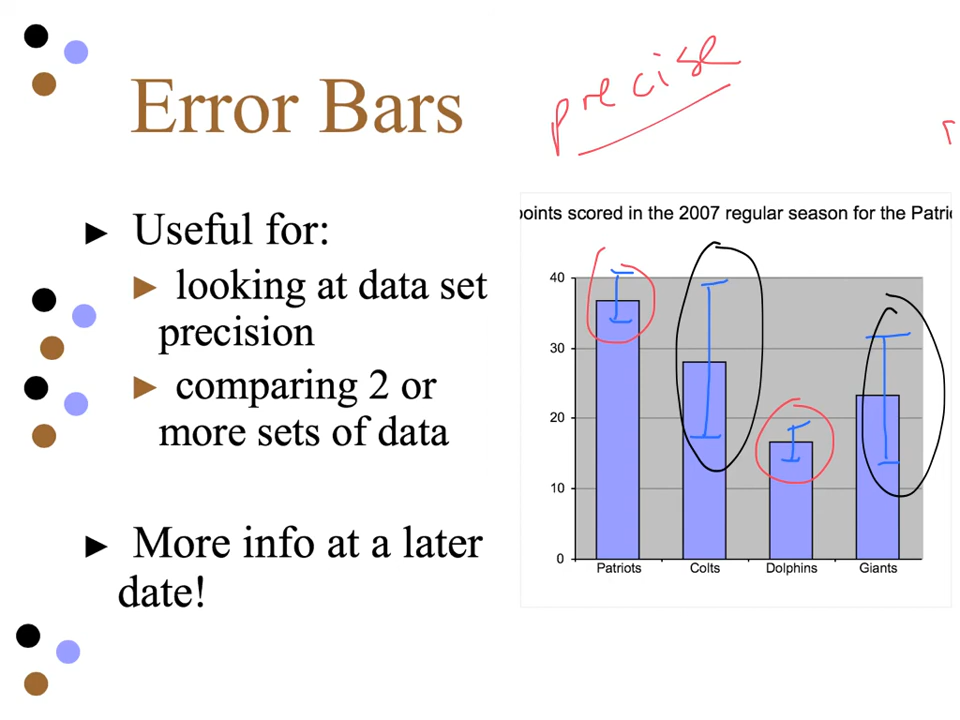 Error Bars
precise
► Useful for:
► looking at data set
precision
► comparing 2 or
more sets of data
► More info at a later
date!
points scored in the 2007 regular season for the Patri
40
30
20
10
0
Patriots Colts Dolphins Giants